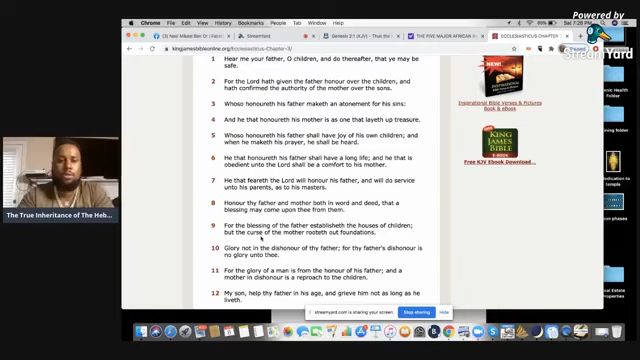 Powered by
StreamYard
Chrome File Edit View History Bookmarks People Tab Window Help
Sat 7:28 PM
StreamYard
Genesis 2:1 (KJV)
THE FIVE MAJOR AFRICAN
ECCLESIASTICUS CHAPTER
kingjamesbibleonline.org/Ecclesiasticus-Chapter-3/
1 Hear me your father, O children, and do thereafter, that ye may be
safe.
2 For the Lord hath given the father honour over the children, and
hath confirmed the authority of the mother over the sons.
3 Whoso honoureth his father maketh an atonement for his sins:
4 And he that honoureth his mother is as one that layeth up treasure.
5 Whoso honoureth his father shall have joy of his own children; and
when he maketh his prayer, he shall be heard.
6 He that honoureth his father shall have a long life; and he that is
obedient unto the Lord shall be a comfort to his mother.
7 He that feareth the Lord will honour his father, and will do service
unto his parents, as to his masters.
8 Honour thy father and mother both in word and deed, that a
blessing may come upon thee from them.
9 For the blessing of the father establisheth the houses of children;
but the curse of the mother rooteth out foundations.
10 Glory not in the dishonour of thy father; for thy father's dishonour is
no glory unto thee.
11 For the glory of a man is from the honour of his father; and a
mother in dishonour is a reproach to the children.
12 My son, help thy father in his age, and grieve him not as long as he
liveth.
NEW!
Inspirational Bible Verses & Pictures
Book & eBook
KING
JAMES
BIBLE
Free KJV Ebook Download...
The True Inheritance of The Heb...
streamyard.com is sharing your screen.
Stop sharing
Hide